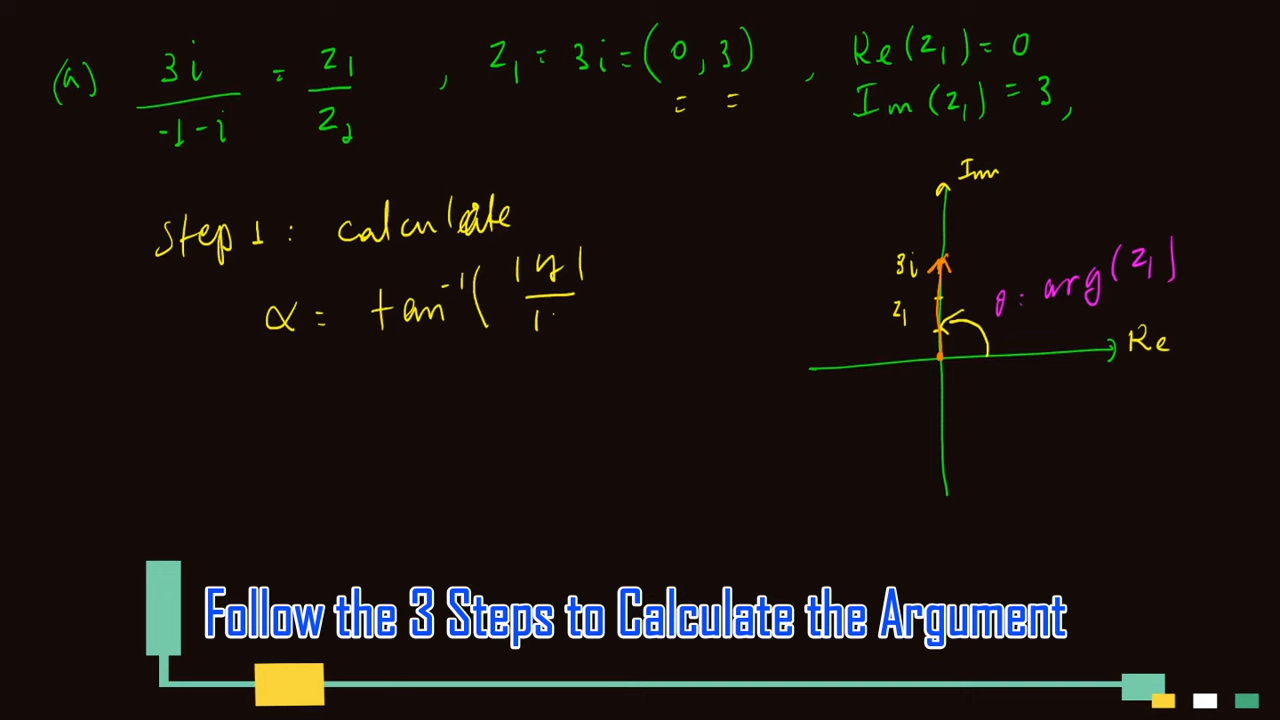 (a) 3i / -1-i = z1 / z2 , z1 = 3i = (0, 3) , Re(z1) = 0
Im(z1) = 3,
Step 1: calculate
α = tan⁻¹( |y| / |
Im
3i
z1
θ: arg(z1)
Re
Follow the 3 Steps to Calculate the Argument